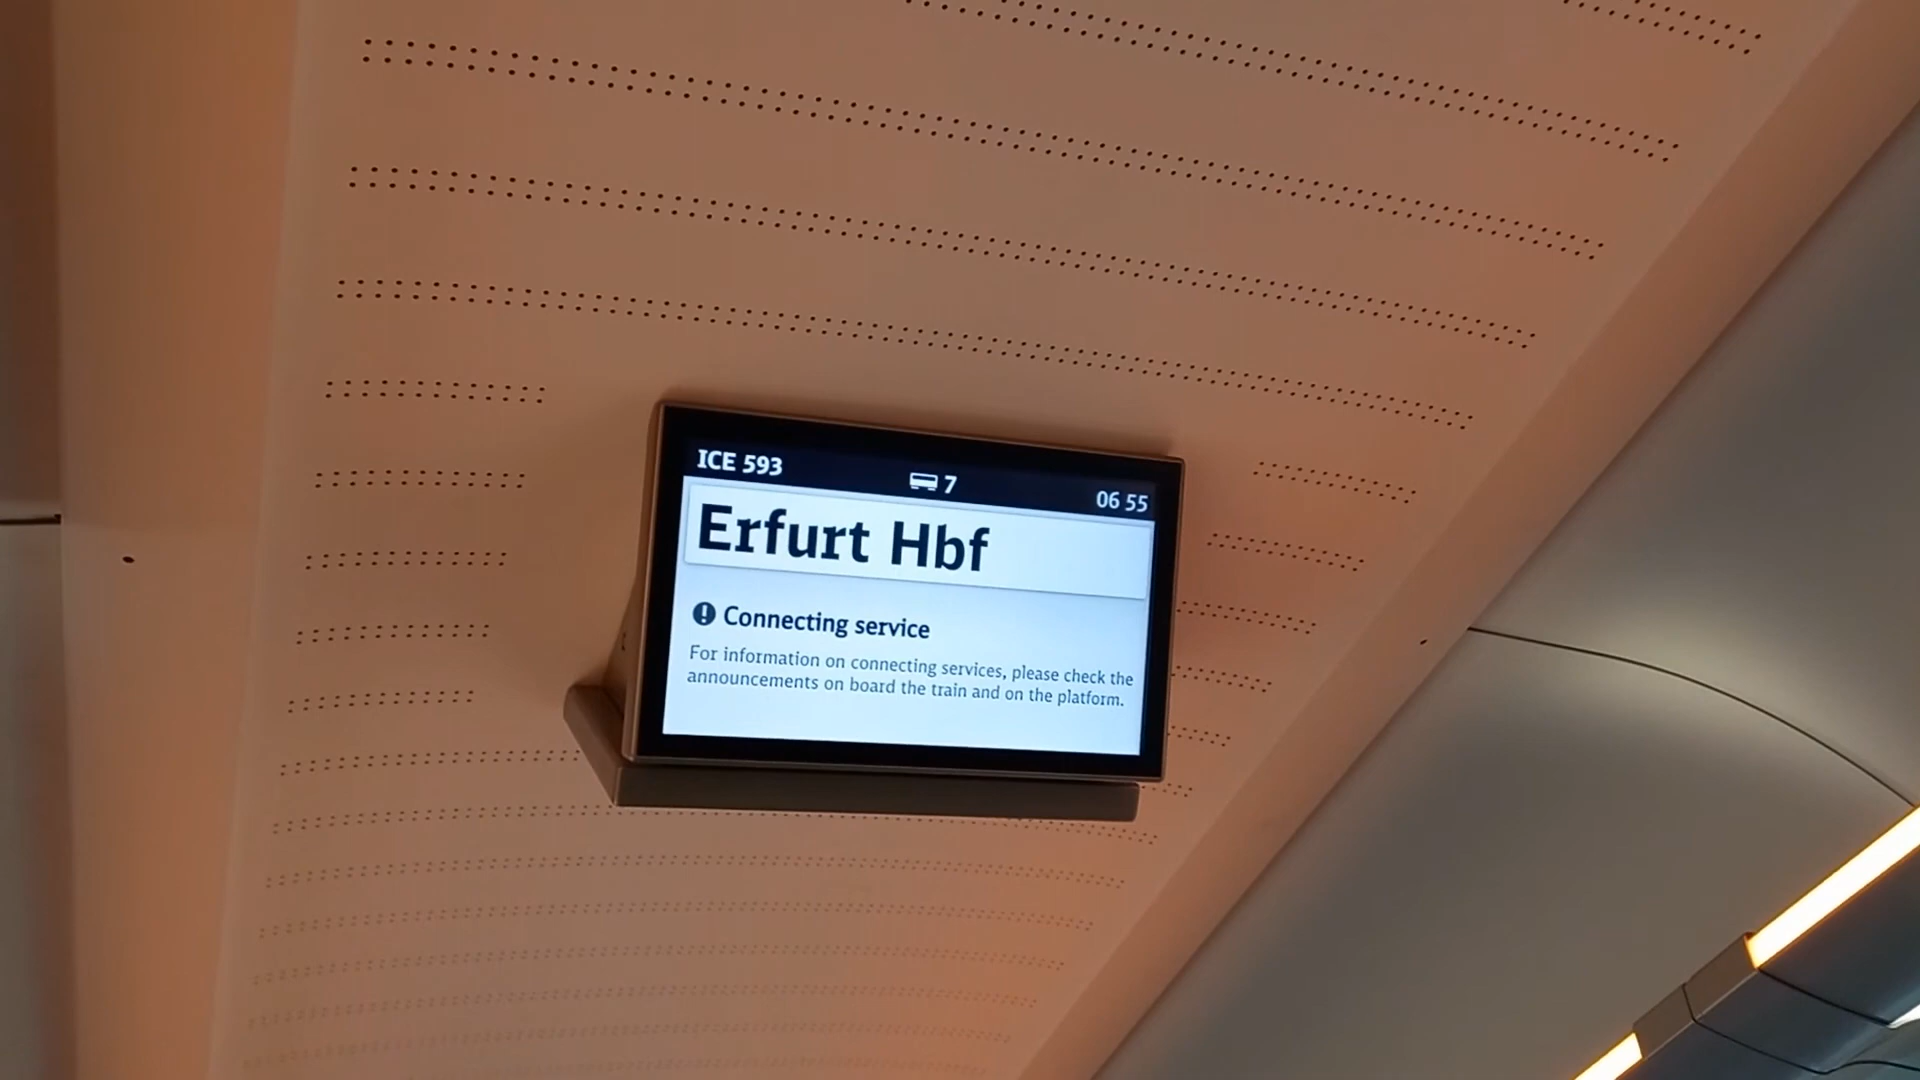 ICE 593
7
06 55
Erfurt Hbf
Connecting service
For information on connecting services, please check the
announcements on board the train and on the platform.